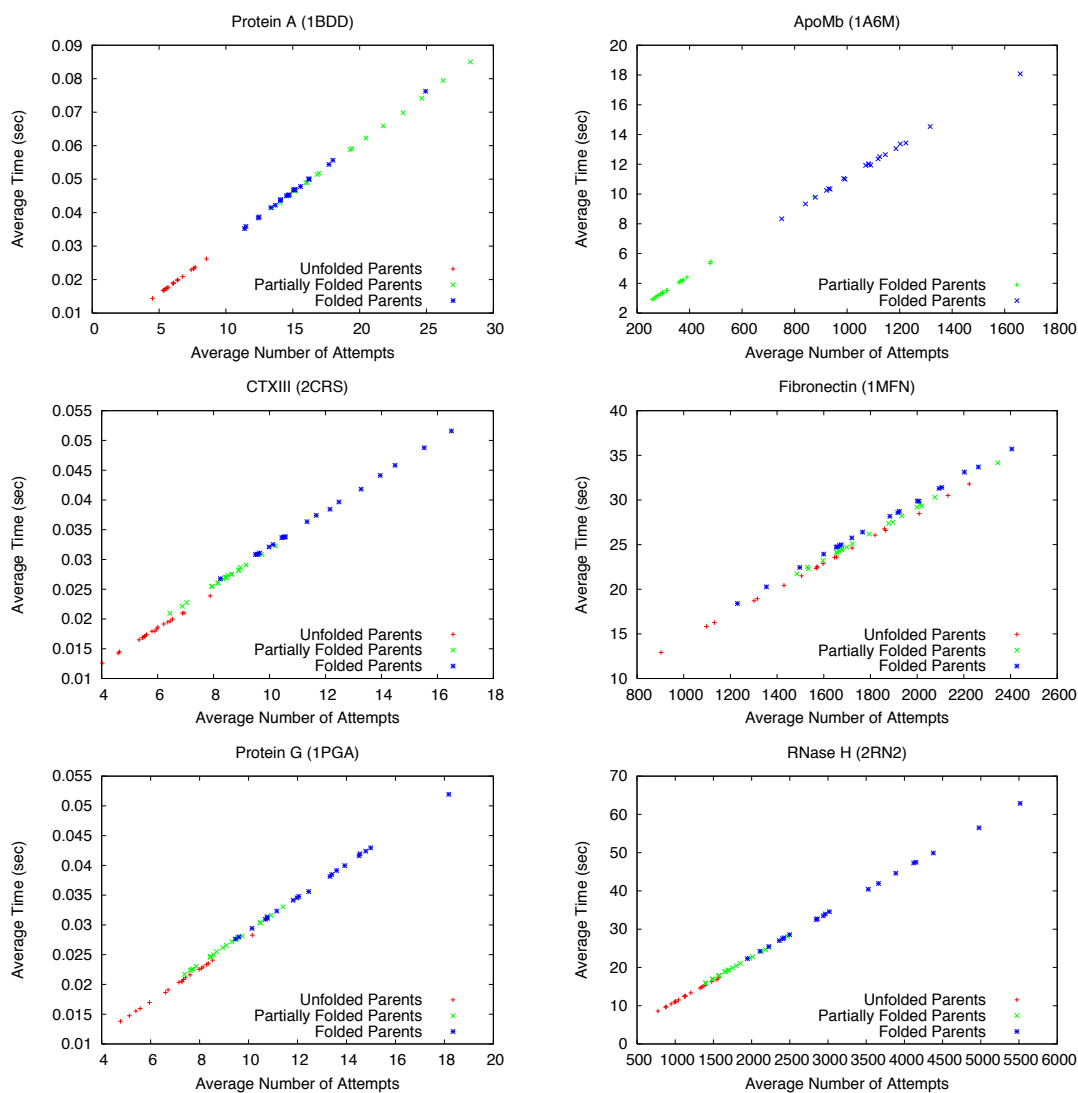 Protein A (1BDD)
0.09
0.08
0.07
0.06
0.05
0.04
0.03
0.02
0.01
0 5 10 15 20 25 30
Average Time (sec)
Average Number of Attempts
Unfolded Parents
Partially Folded Parents
Folded Parents
ApoMb (1A6M)
20
18
16
14
12
10
8
6
4
2
200 400 600 800 1000 1200 1400 1600 1800
Average Time (sec)
Average Number of Attempts
Partially Folded Parents
Folded Parents
CTXIII (2CRS)
0.055
0.05
0.045
0.04
0.035
0.03
0.025
0.02
0.015
0.01
4 6 8 10 12 14 16 18
Average Time (sec)
Average Number of Attempts
Unfolded Parents
Partially Folded Parents
Folded Parents
Fibronectin (1MFN)
40
35
30
25
20
15
10
800 1000 1200 1400 1600 1800 2000 2200 2400 2600
Average Time (sec)
Average Number of Attempts
Unfolded Parents
Partially Folded Parents
Folded Parents
Protein G (1PGA)
0.055
0.05
0.045
0.04
0.035
0.03
0.025
0.02
0.015
0.01
4 6 8 10 12 14 16 18 20
Average Time (sec)
Average Number of Attempts
Unfolded Parents
Partially Folded Parents
Folded Parents
RNase H (2RN2)
70
60
50
40
30
20
10
0
500 1000 1500 2000 2500 3000 3500 4000 4500 5000 5500 6000
Average Time (sec)
Average Number of Attempts
Unfolded Parents
Partially Folded Parents
Folded Parents